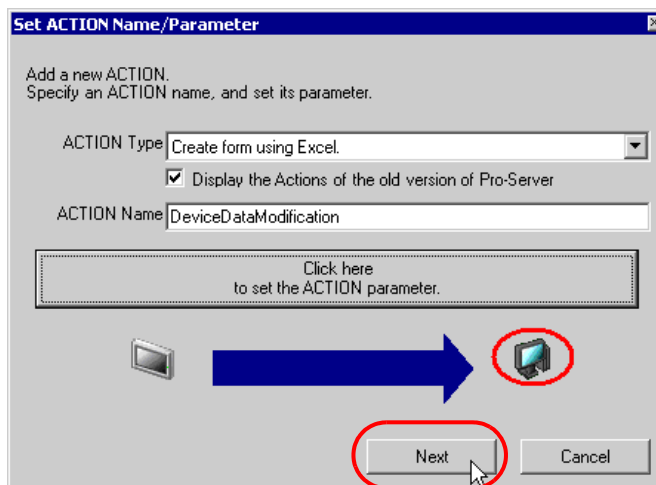 Set ACTION Name/Parameter
Add a new ACTION.
Specify an ACTION name, and set its parameter.
ACTION Type Create form using Excel.
Display the Actions of the old version of Pro-Server
ACTION Name DeviceDataModification
Click here
to set the ACTION parameter.
Next Cancel